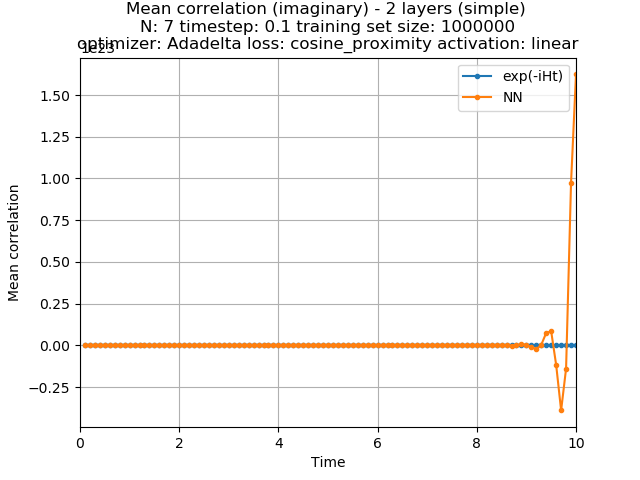 Mean correlation (imaginary) - 2 layers (simple)
N: 7 timestep: 0.1 training set size: 1000000
optimizer: Adadelta loss: cosine_proximity activation: linear
1e23
exp(-iHt)
NN
1.50
1.25
1.00
0.75
0.50
0.25
0.00
−0.25
Mean correlation
0 2 4 6 8 10
Time